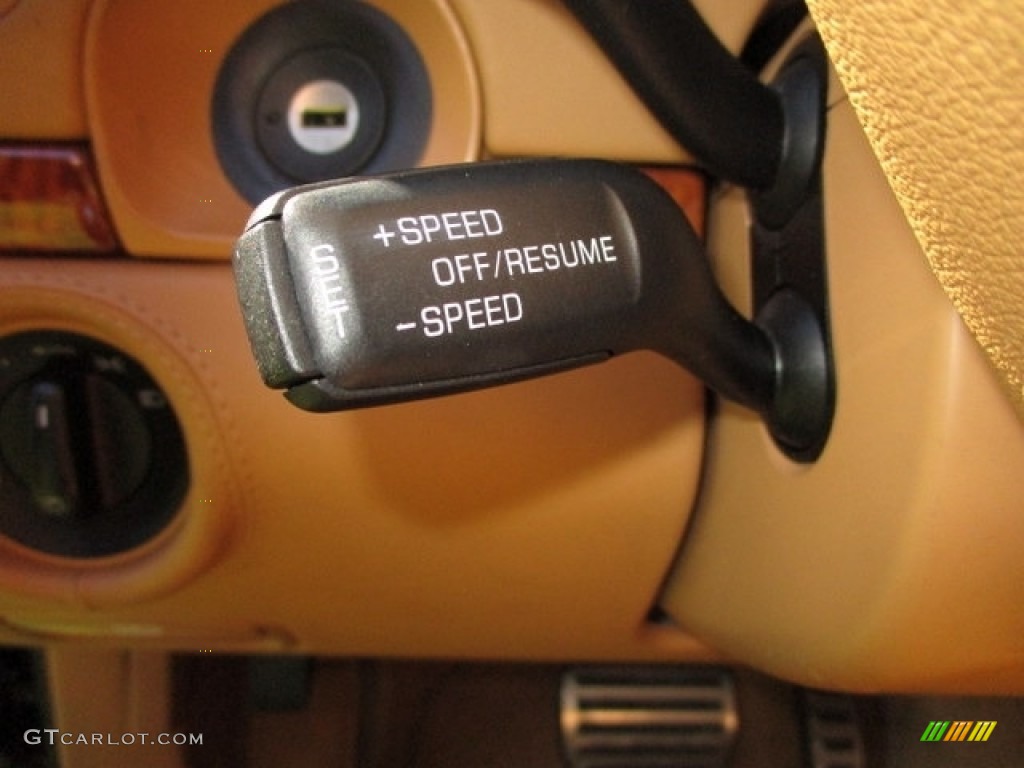 +SPEED
OFF/RESUME
-SPEED
SET
GTCARLOT.COM